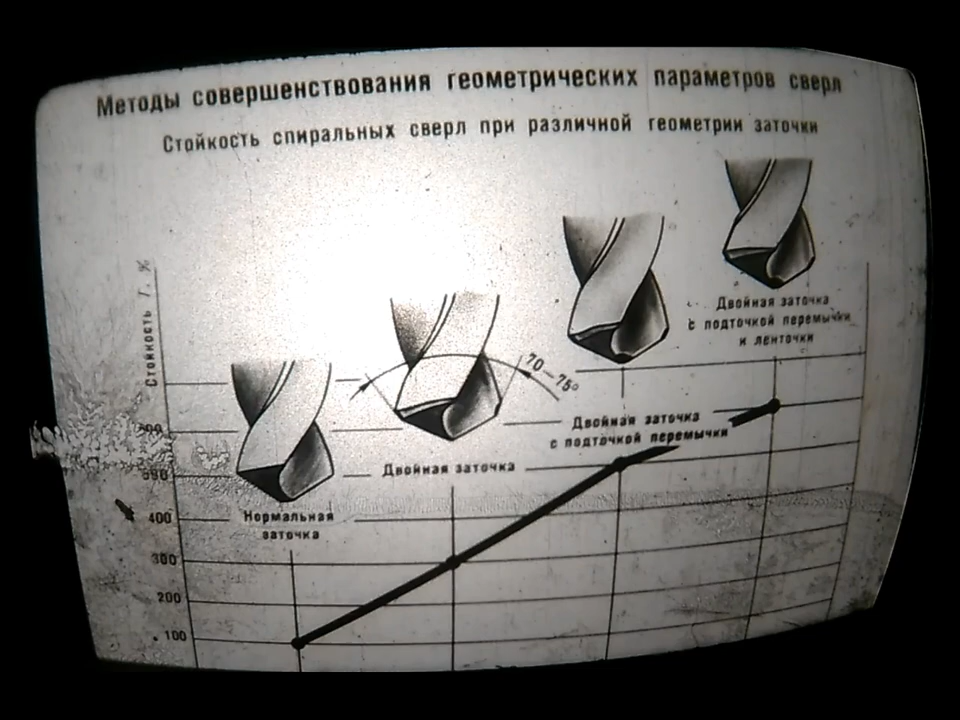 Методы совершенствования геометрических параметров сверл
Стойкость спиральных сверл при различной геометрии заточки
Стойкость T. %
Двойная заточка
с подточкой перемычки
и ленточки
70—75°
Двойная заточка
с подточкой перемычки
Двойная заточка
Нормальная
заточка
500
400
300
200
100